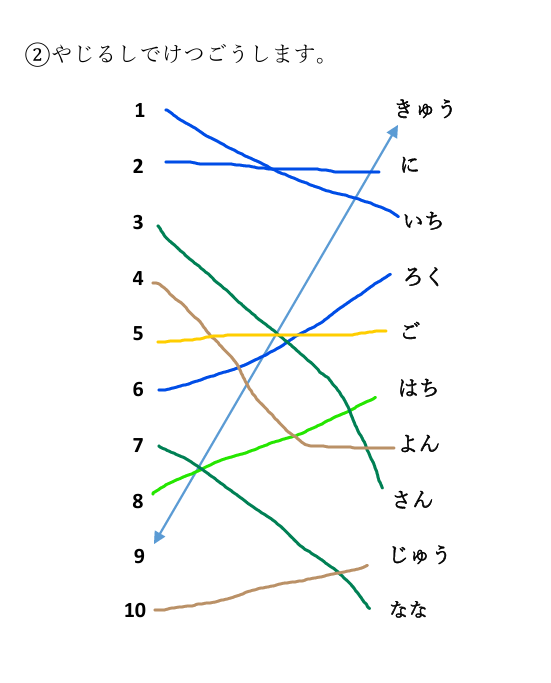 ②やじるしでけつごうします。
1 きゅう
2 に
3 いち
4 ろく
5 ご
6 はち
7 よん
8 さん
9 じゅう
10 なな